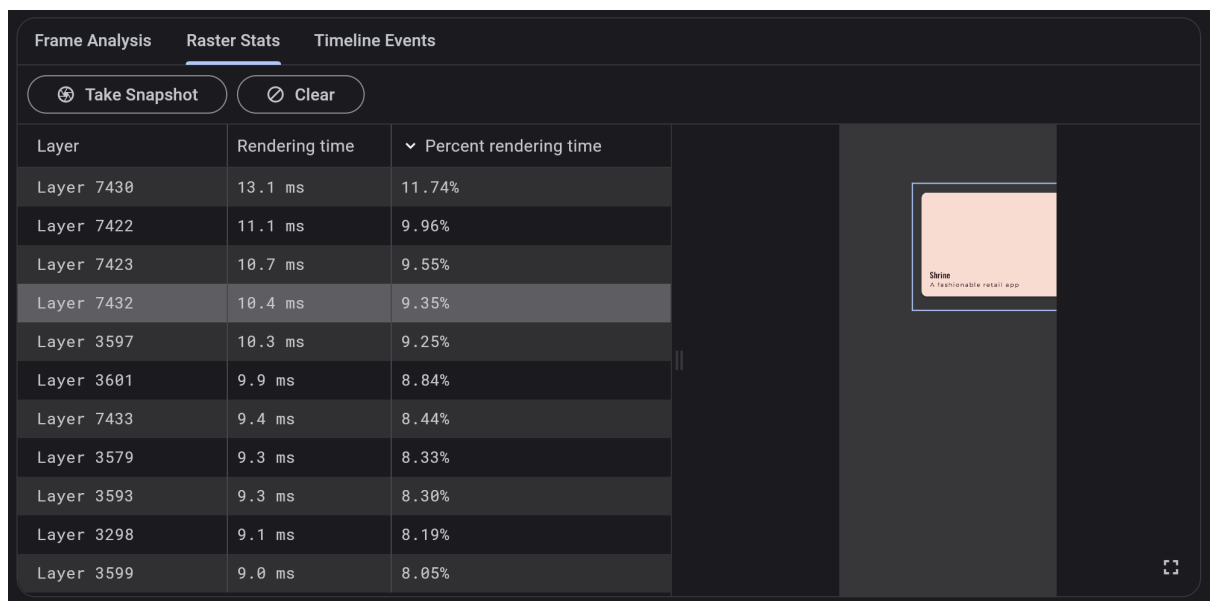 Frame Analysis Raster Stats Timeline Events
Take Snapshot Clear
Layer Rendering time Percent rendering time
Layer 7430 13.1 ms 11.74%
Layer 7422 11.1 ms 9.96%
Layer 7423 10.7 ms 9.55%
Layer 7432 10.4 ms 9.35%
Layer 3597 10.3 ms 9.25%
Layer 3601 9.9 ms 8.84%
Layer 7433 9.4 ms 8.44%
Layer 3579 9.3 ms 8.33%
Layer 3593 9.3 ms 8.30%
Layer 3298 9.1 ms 8.19%
Layer 3599 9.0 ms 8.05%
Shrine
A fashionable retail app